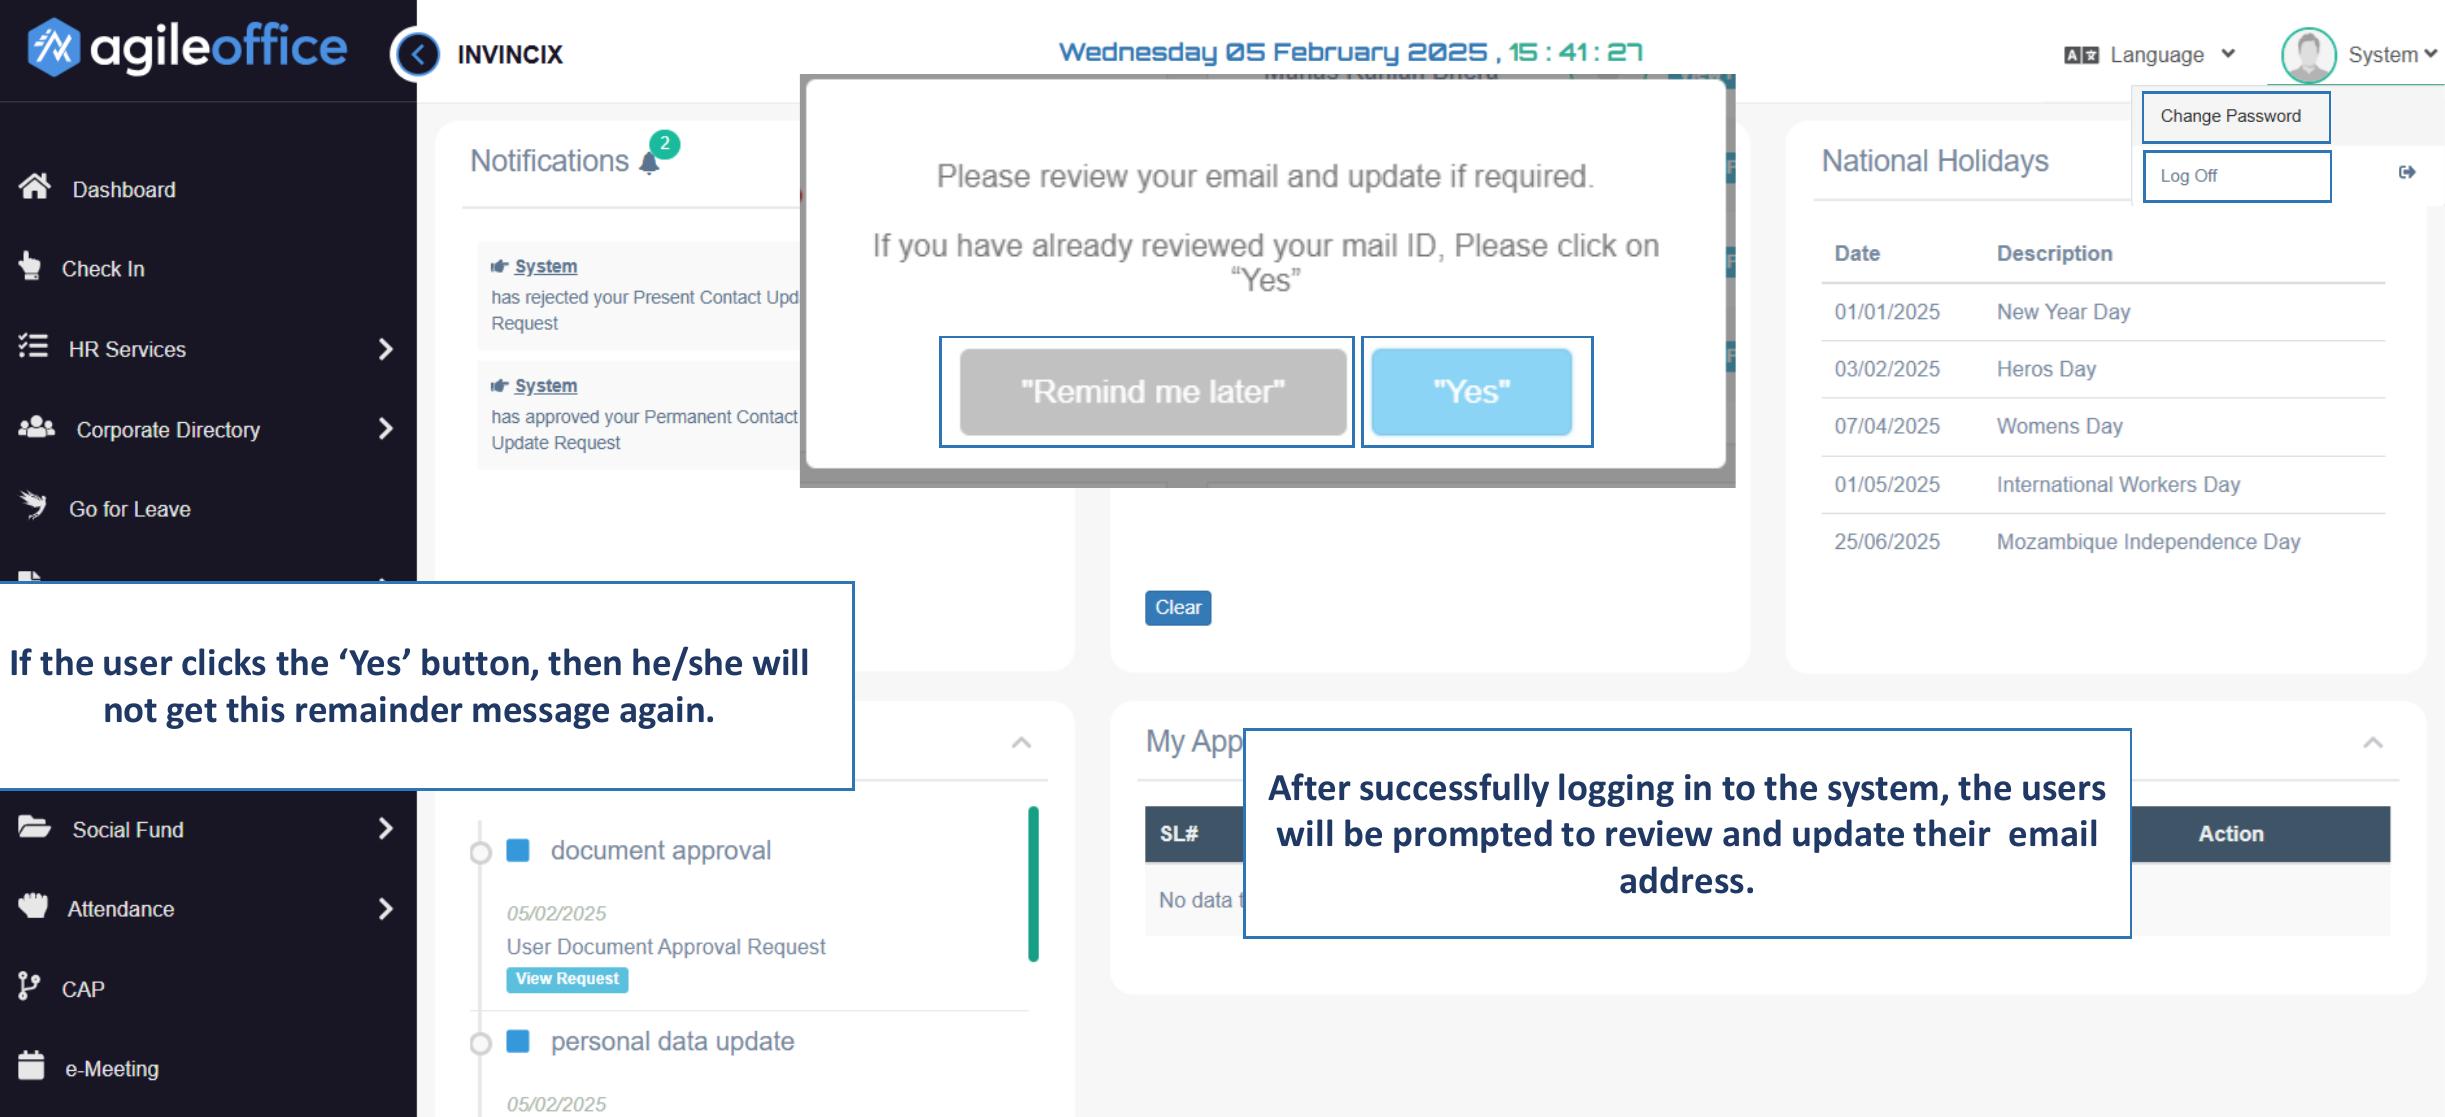 agileoffice
INVINCIX
Wednesday 05 February 2025 , 15 : 41 : 27
Language
System
Change Password
Log Off
Dashboard
Check In
HR Services
Corporate Directory
Go for Leave
Social Fund
Attendance
CAP
e-Meeting
Notifications
2
System
has rejected your Present Contact Upd
Request
System
has approved your Permanent Contact
Update Request
Please review your email and update if required.
If you have already reviewed your mail ID, Please click on
“Yes”
"Remind me later"
"Yes"
Clear
National Holidays
Date Description
01/01/2025 New Year Day
03/02/2025 Heros Day
07/04/2025 Womens Day
01/05/2025 International Workers Day
25/06/2025 Mozambique Independence Day
If the user clicks the ‘Yes’ button, then he/she will
not get this remainder message again.
document approval
05/02/2025
User Document Approval Request
View Request
personal data update
05/02/2025
My App
SL# Action
No data t
After successfully logging in to the system, the users
will be prompted to review and update their email
address.